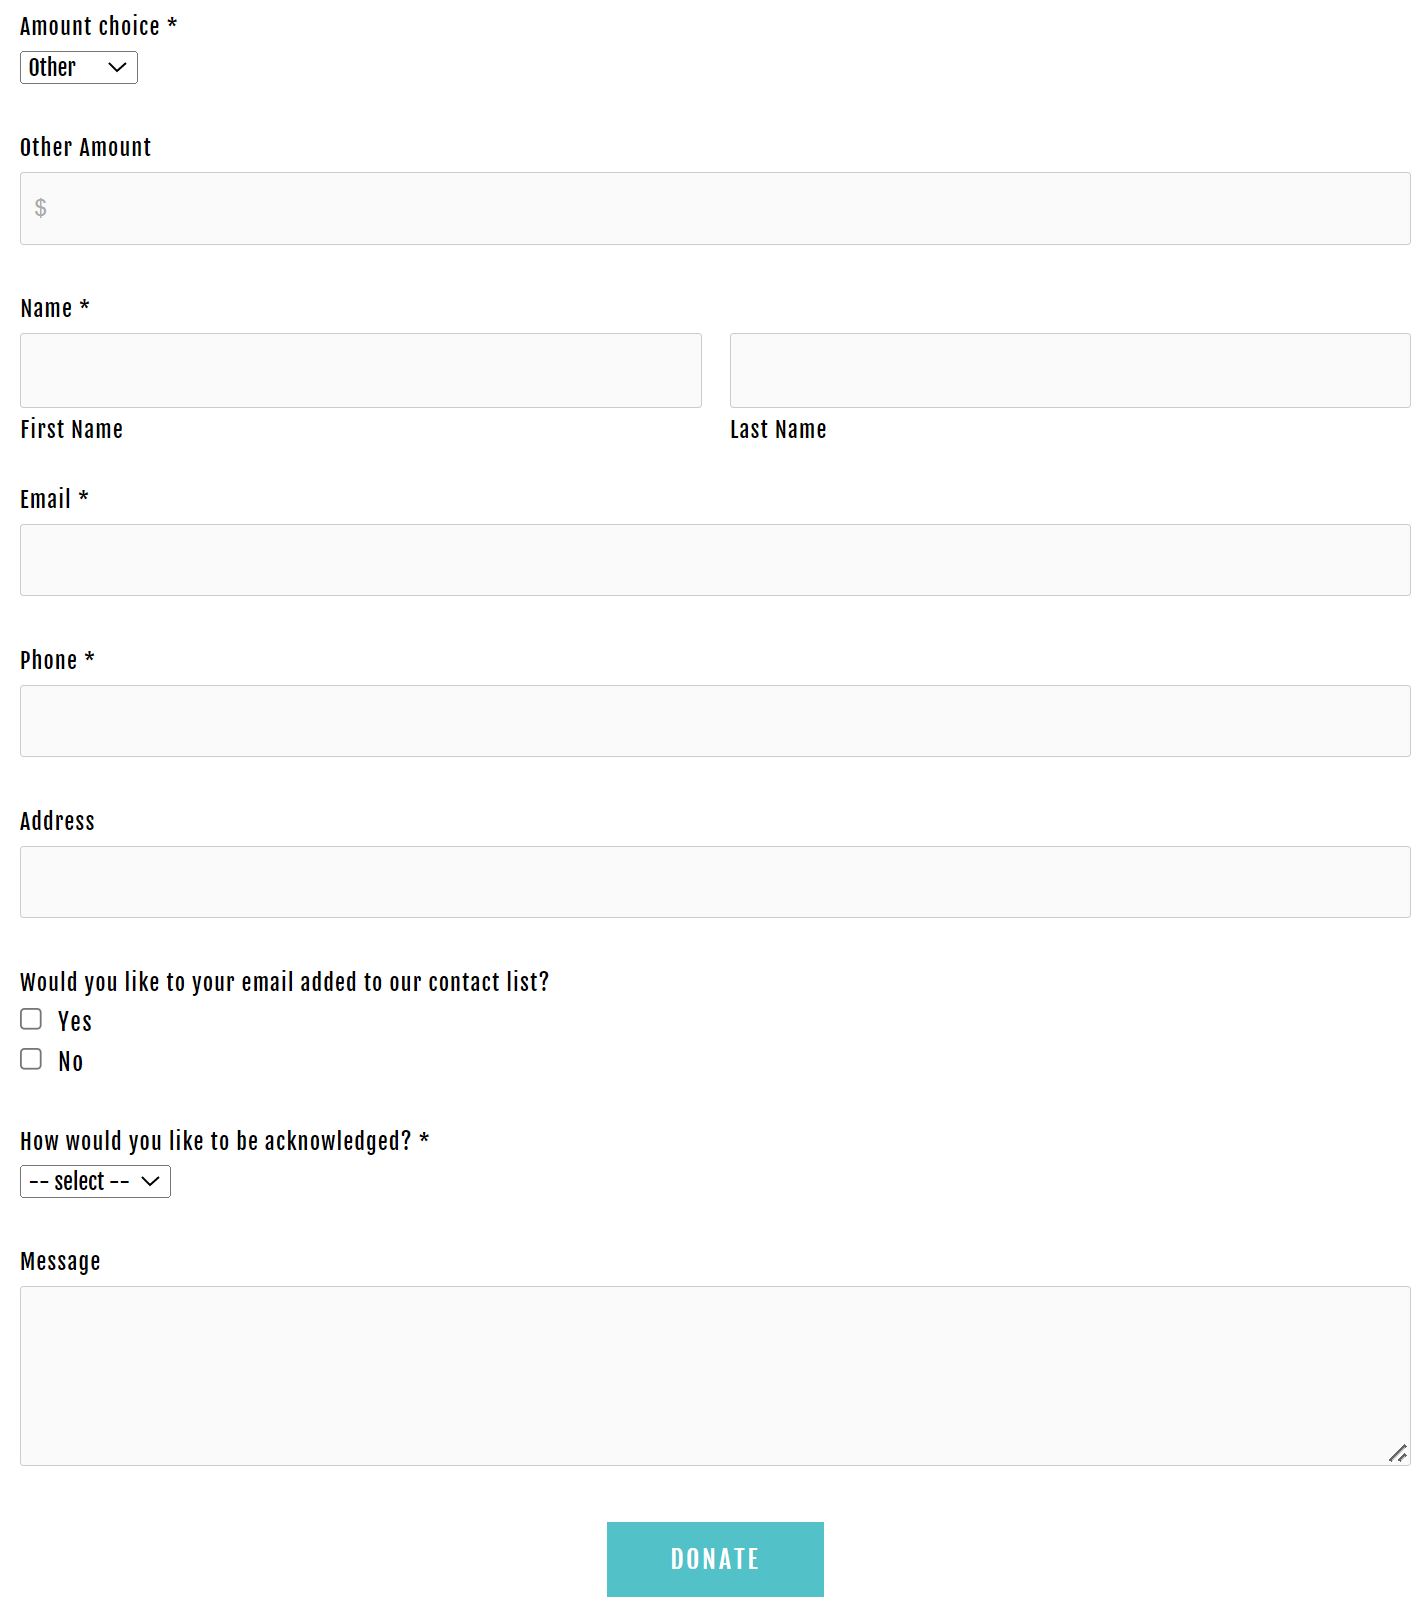 Amount choice *
Other
Other Amount
$
Name *
First Name
Last Name
Email *
Phone *
Address
Would you like to your email added to our contact list?
Yes
No
How would you like to be acknowledged? *
-- select --
Message
DONATE